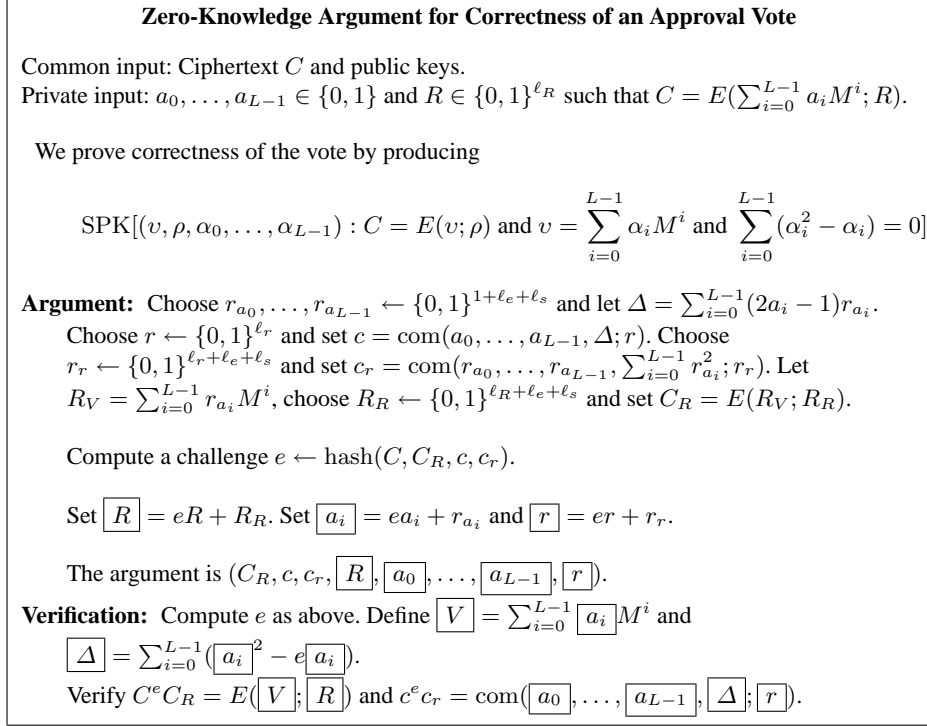 Zero-Knowledge Argument for Correctness of an Approval Vote
Common input: Ciphertext C and public keys.
Private input: a_0, . . . , a_{L−1} ∈ {0, 1} and R ∈ {0, 1}^{ℓ_R} such that C = E(∑_{i=0}^{L−1} a_i M^i; R).
We prove correctness of the vote by producing
SPK[(υ, ρ, α_0, . . . , α_{L−1}) : C = E(υ; ρ) and υ = ∑_{i=0}^{L−1} α_i M^i and ∑_{i=0}^{L−1} (α_i^2 − α_i) = 0]
Argument: Choose r_{a_0}, . . . , r_{a_{L−1}} ← {0, 1}^{1+ℓ_e+ℓ_s} and let Δ = ∑_{i=0}^{L−1} (2a_i − 1)r_{a_i}.
Choose r ← {0, 1}^{ℓ_r} and set c = com(a_0, . . . , a_{L−1}, Δ; r). Choose
r_r ← {0, 1}^{ℓ_r+ℓ_e+ℓ_s} and set c_r = com(r_{a_0}, . . . , r_{a_{L−1}}, ∑_{i=0}^{L−1} r_{a_i}^2; r_r). Let
R_V = ∑_{i=0}^{L−1} r_{a_i} M^i, choose R_R ← {0, 1}^{ℓ_R+ℓ_e+ℓ_s} and set C_R = E(R_V; R_R).
Compute a challenge e ← hash(C, C_R, c, c_r).
Set [R] = eR + R_R. Set [a_i] = ea_i + r_{a_i} and [r] = er + r_r.
The argument is (C_R, c, c_r, [R], [a_0], . . . , [a_{L−1}], [r]).
Verification: Compute e as above. Define [V] = ∑_{i=0}^{L−1} [a_i] M^i and
[Δ] = ∑_{i=0}^{L−1} ([a_i]^2 − e[a_i]).
Verify C^e C_R = E([V]; [R]) and c^e c_r = com([a_0], . . . , [a_{L−1}], [Δ]; [r]).